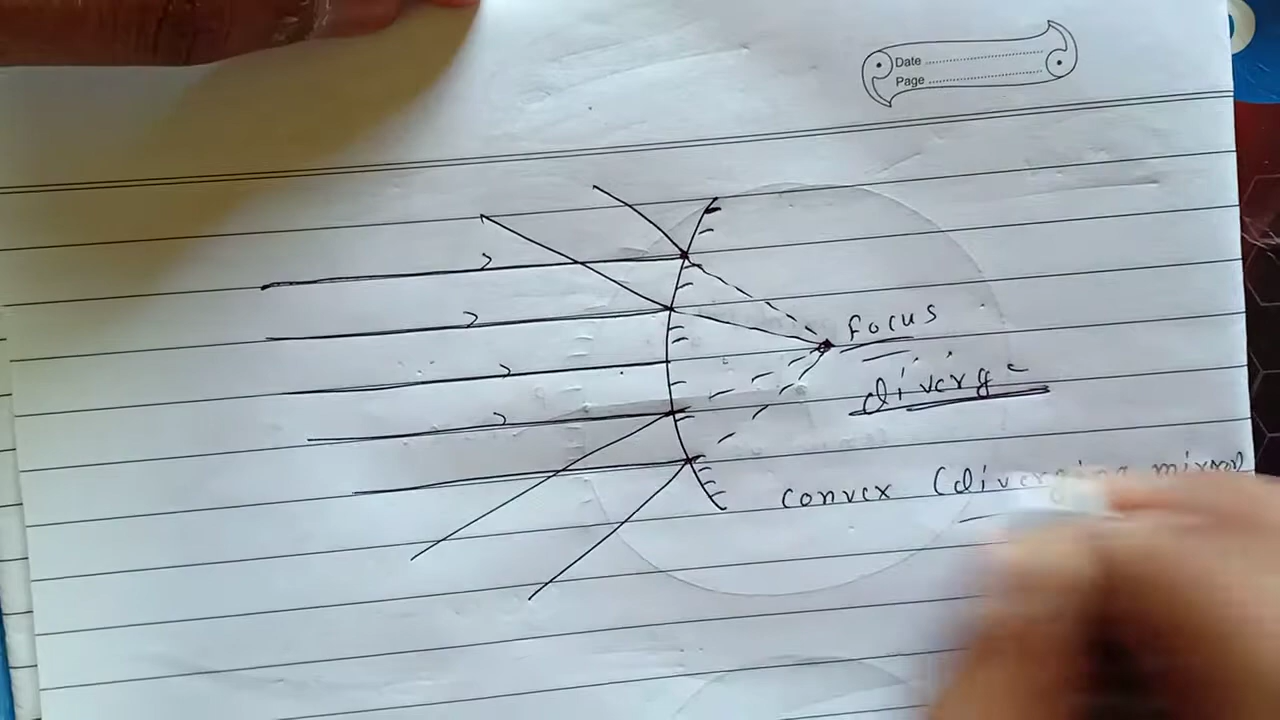 Date
Page
focus
diverge
convex (diverging mirror